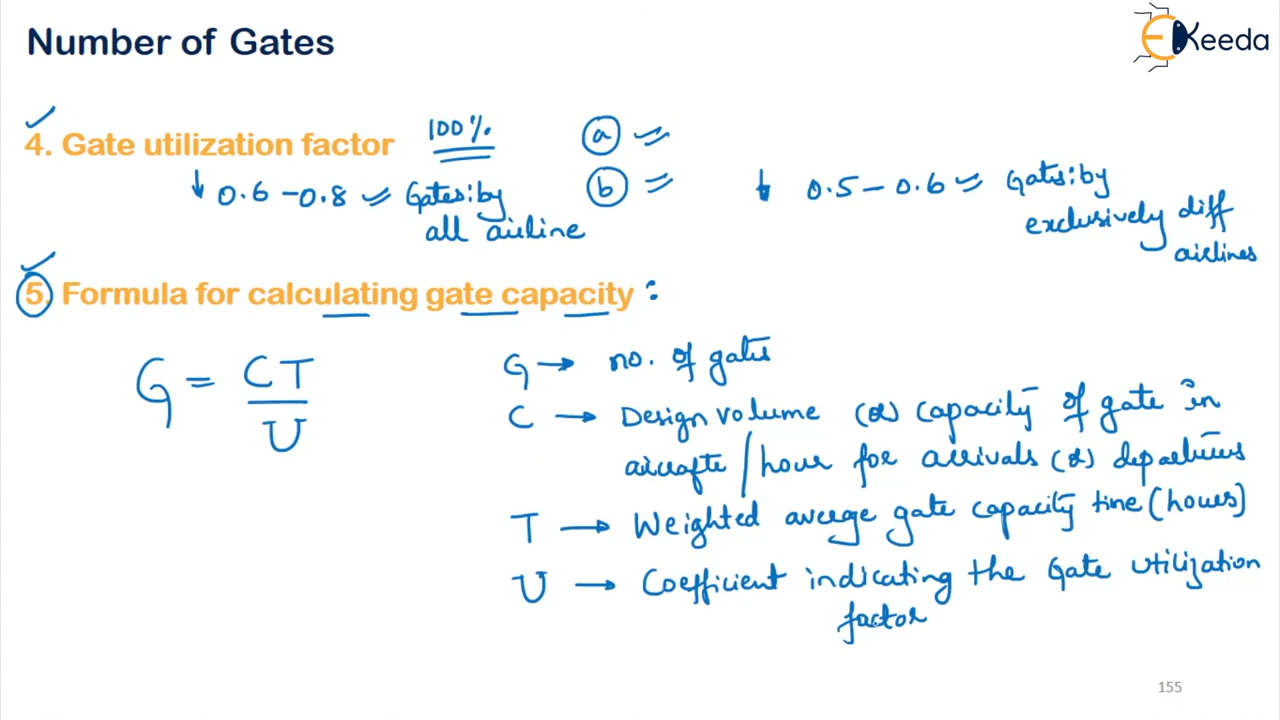 Number of Gates
EKeeda
4. Gate utilization factor 100%
0.6 - 0.8 Gates: by
all airline
a
b
0.5 - 0.6 Gates: by
exclusively diff
airlines
5. Formula for calculating gate capacity :
G = CT
U
G → no. of gates
C → Design volume (or) capacity of gate in
aircrafts / hour for arrivals (or) departures
T → Weighted average gate capacity time (hours)
U → Coefficient indicating the Gate utilization
factor
155